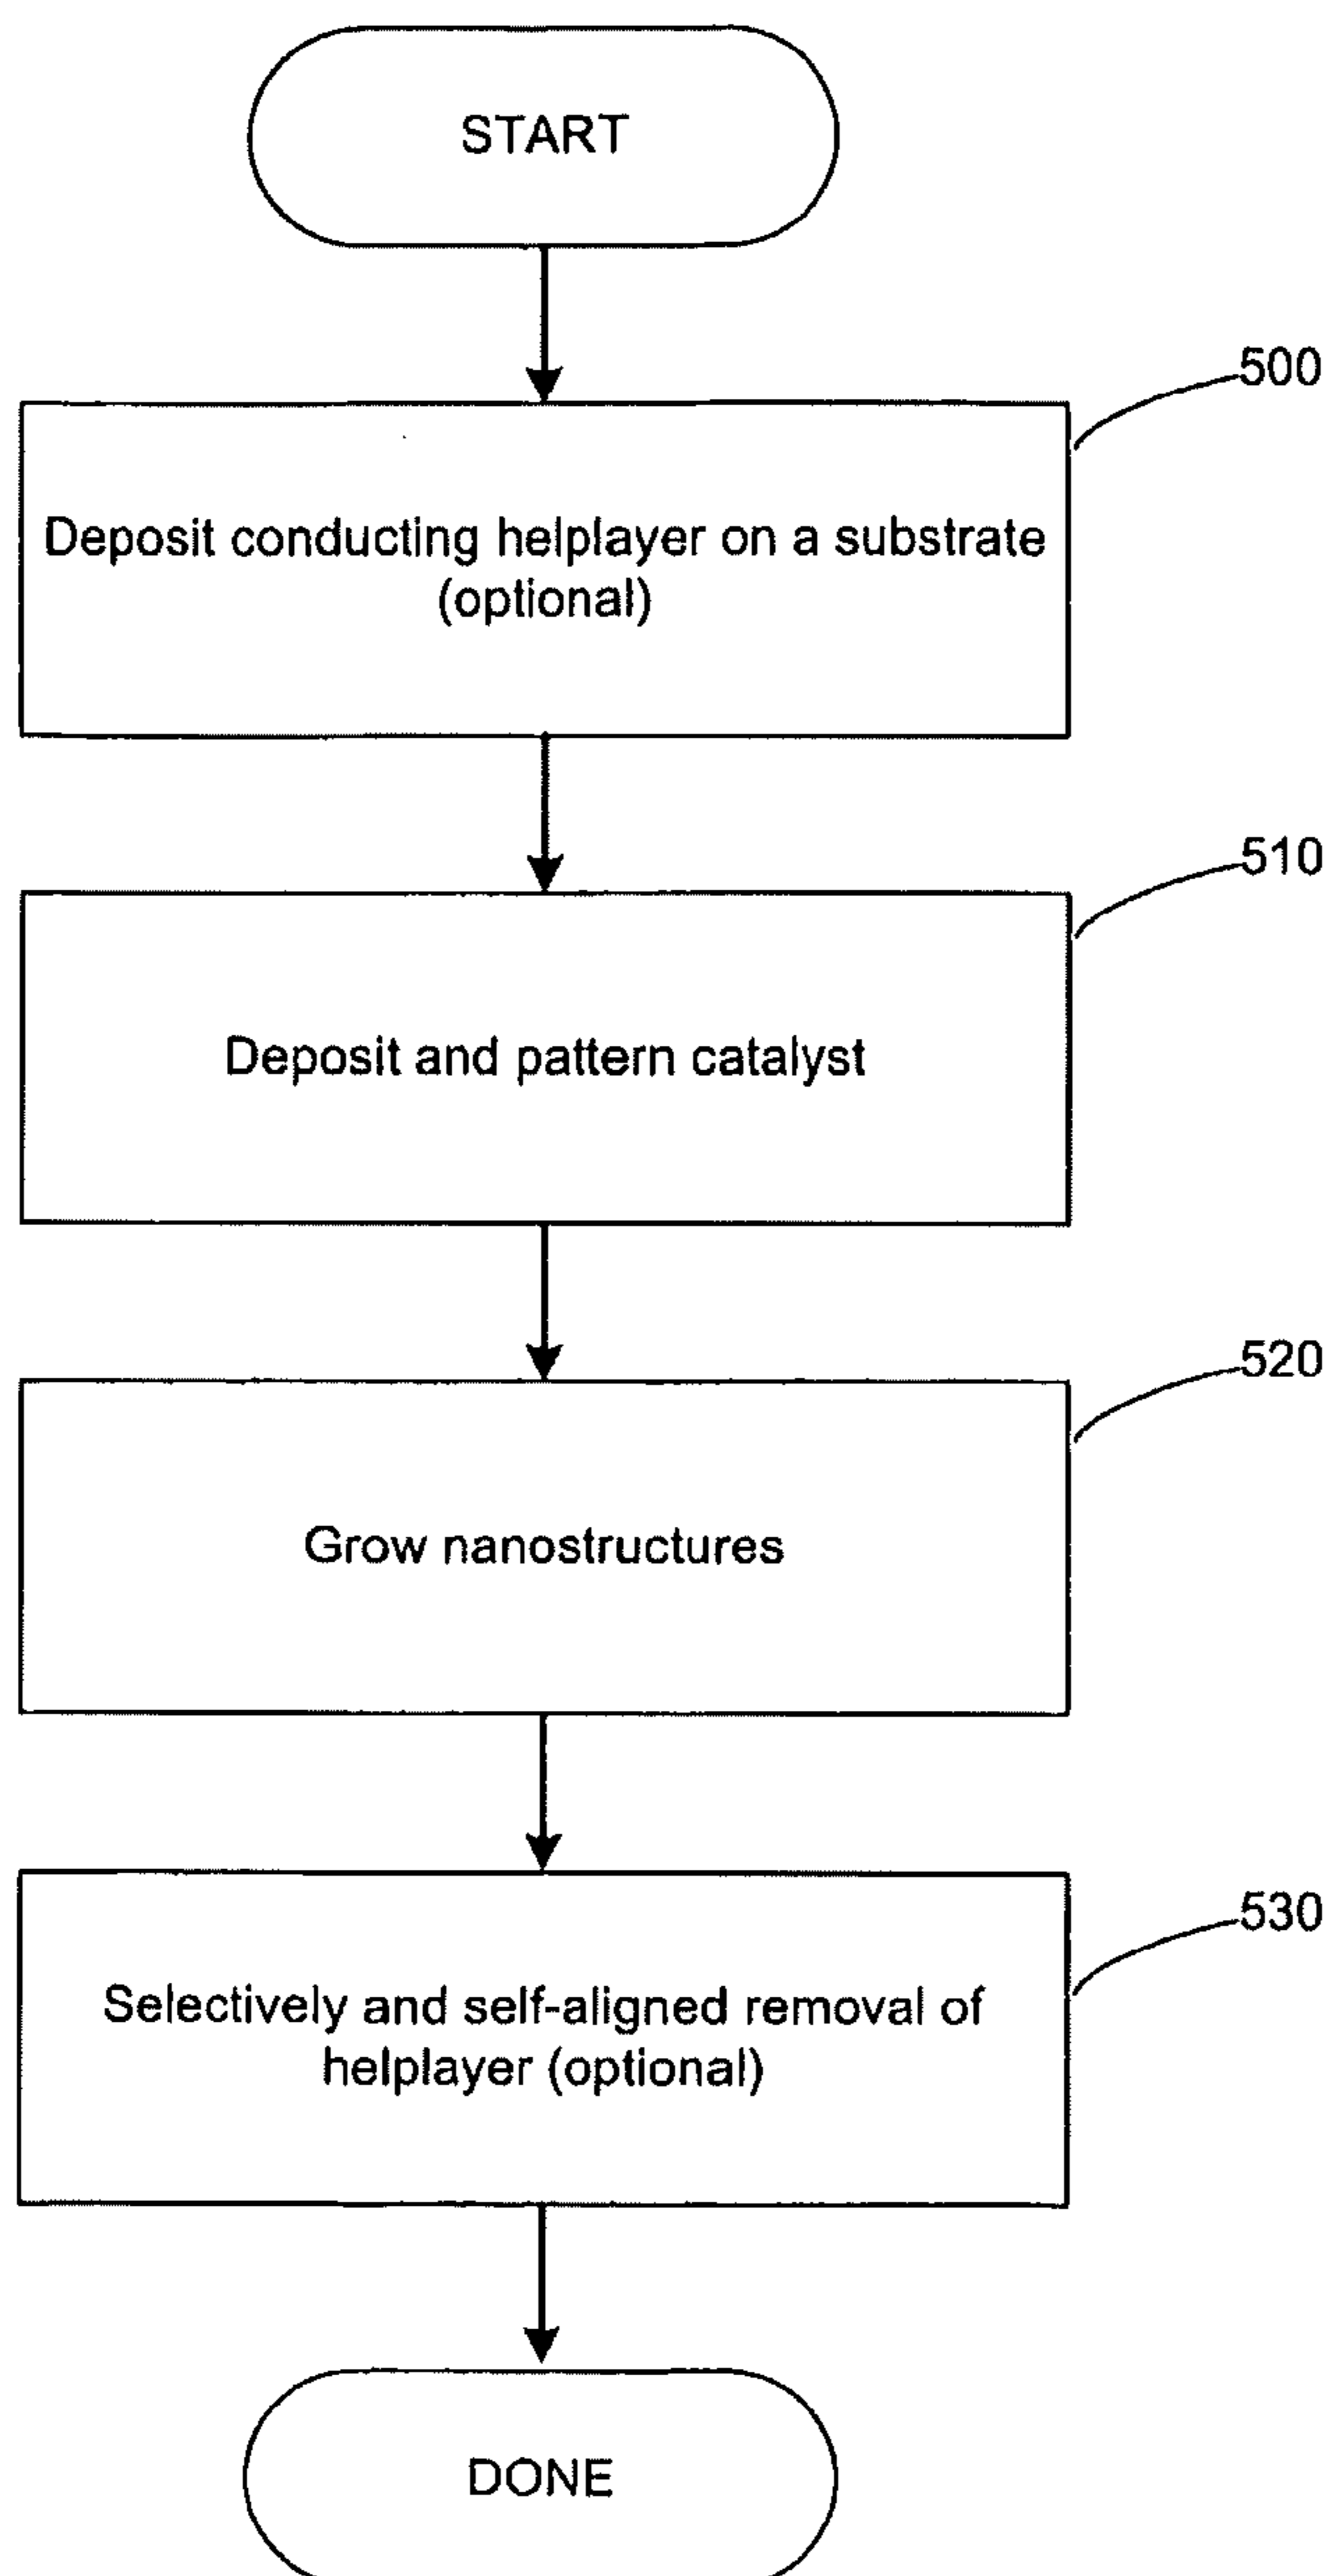 START
500
Deposit conducting helplayer on a substrate
(optional)
510
Deposit and pattern catalyst
520
Grow nanostructures
530
Selectively and self-aligned removal of
helplayer (optional)
DONE